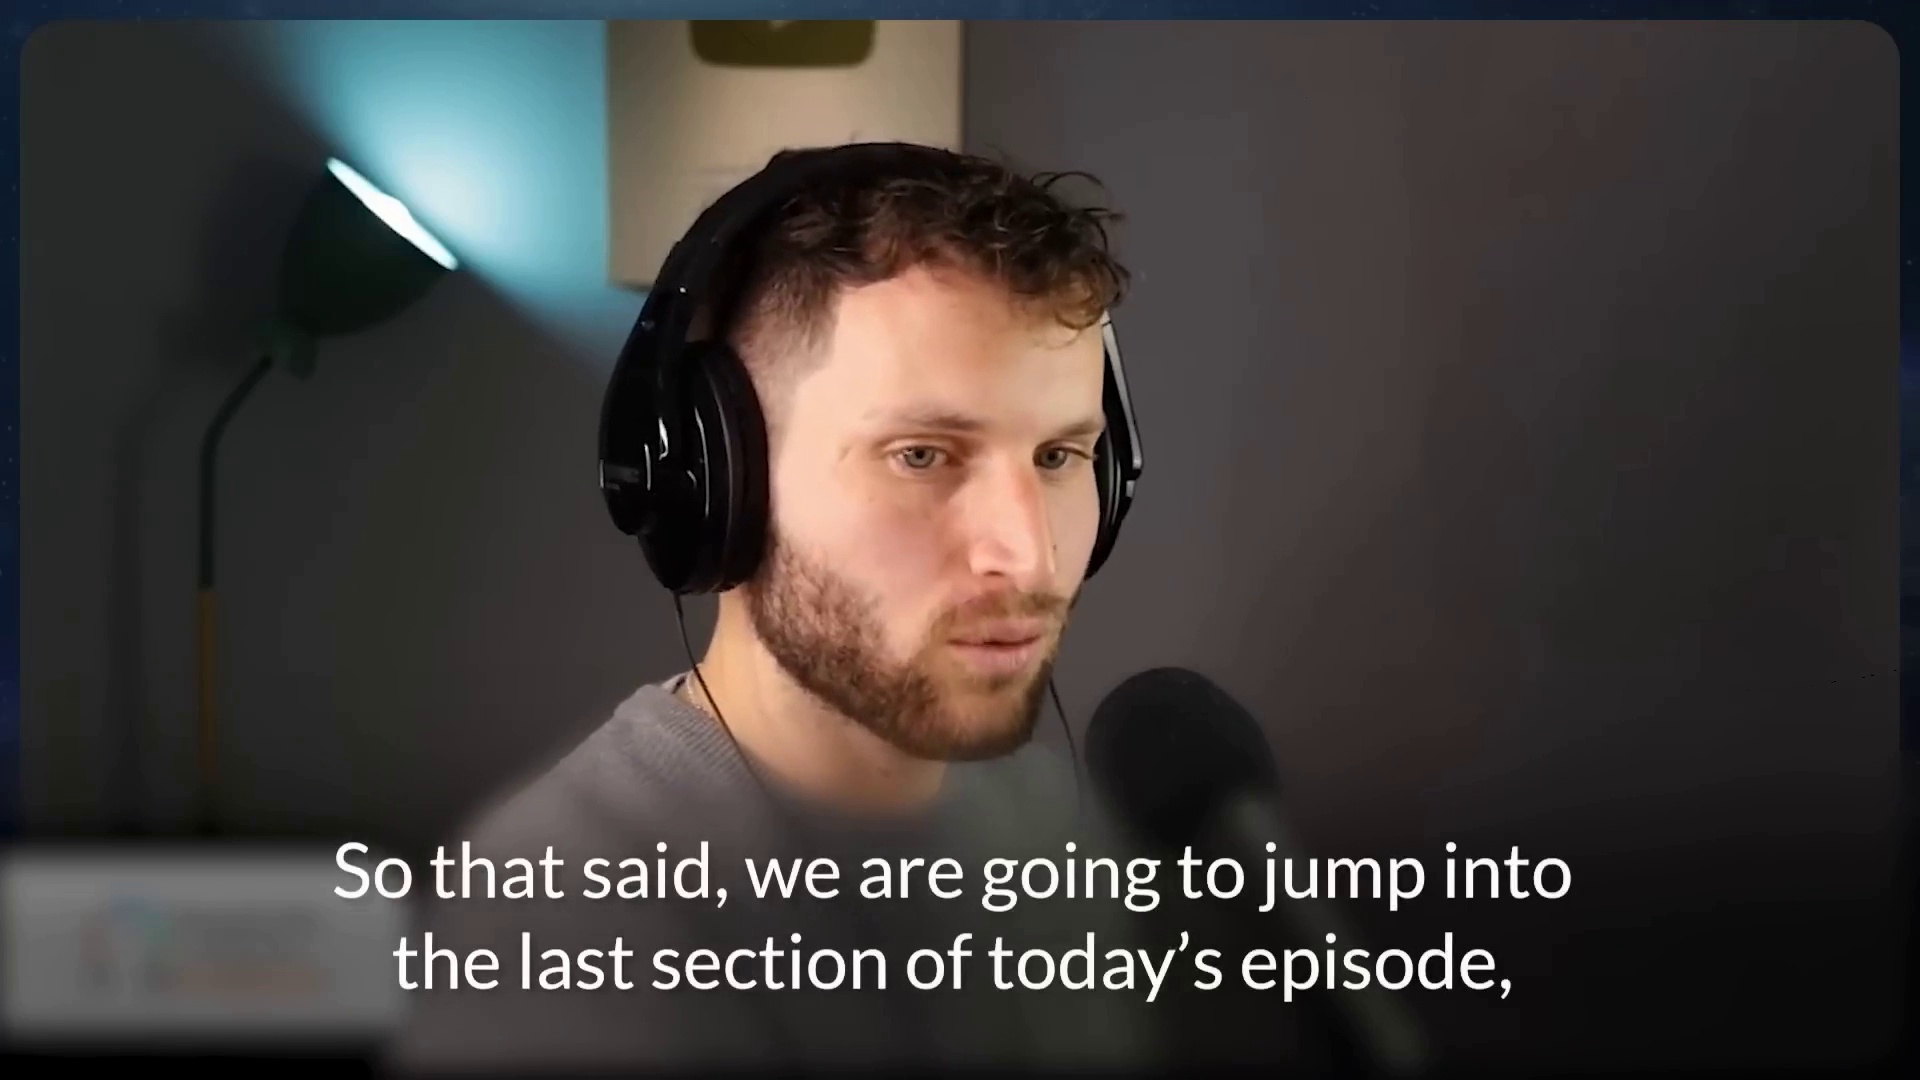 So that said, we are going to jump into
the last section of today’s episode,